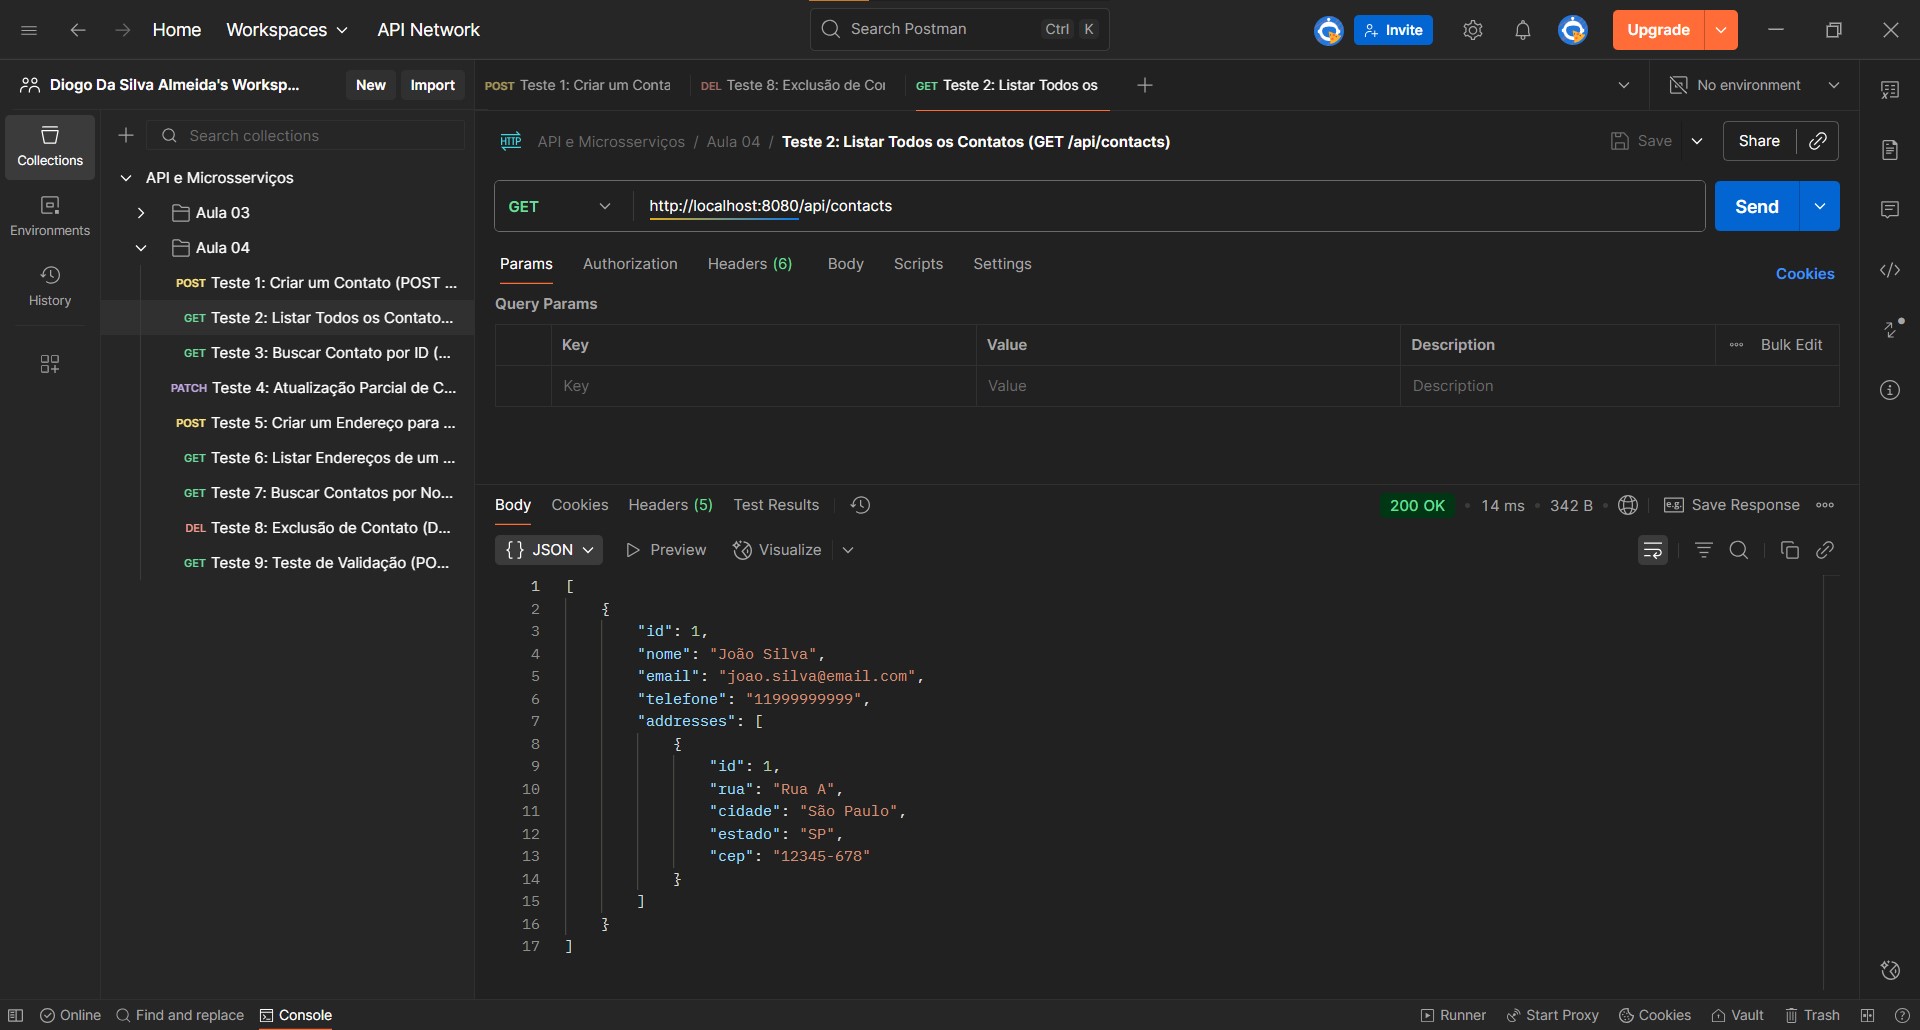 Home Workspaces API Network Search Postman Ctrl K Invite Upgrade
Diogo Da Silva Almeida's Worksp... New Import POST Teste 1: Criar um Conta DEL Teste 8: Exclusão de Cor GET Teste 2: Listar Todos os No environment
Collections
Environments
History
Search collections
API e Microsserviços
Aula 03
Aula 04
POST Teste 1: Criar um Contato (POST ...
GET Teste 2: Listar Todos os Contato...
GET Teste 3: Buscar Contato por ID (...
PATCH Teste 4: Atualização Parcial de C...
POST Teste 5: Criar um Endereço para ...
GET Teste 6: Listar Endereços de um ...
GET Teste 7: Buscar Contatos por No...
DEL Teste 8: Exclusão de Contato (D...
GET Teste 9: Teste de Validação (PO...
HTTP API e Microsserviços / Aula 04 / Teste 2: Listar Todos os Contatos (GET /api/contacts) Save Share
GET http://localhost:8080/api/contacts Send
Params Authorization Headers (6) Body Scripts Settings Cookies
Query Params
Key Value Description Bulk Edit
Key Value Description
Body Cookies Headers (5) Test Results 200 OK 14 ms 342 B e.g. Save Response
{} JSON Preview Visualize
1 [
2 {
3 "id": 1,
4 "nome": "João Silva",
5 "email": "joao.silva@email.com",
6 "telefone": "11999999999",
7 "addresses": [
8 {
9 "id": 1,
10 "rua": "Rua A",
11 "cidade": "São Paulo",
12 "estado": "SP",
13 "cep": "12345-678"
14 }
15 ]
16 }
17 ]
Online Find and replace Console Runner Start Proxy Cookies Vault Trash